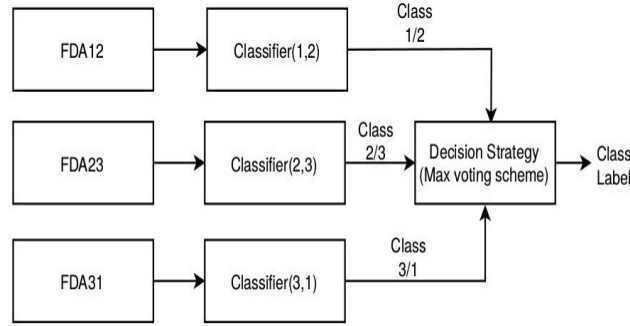 FDA12
Classifier(1,2)
Class
1/2
FDA23
Classifier(2,3)
Class
2/3
Decision Strategy
(Max voting scheme)
Class
Label
FDA31
Classifier(3,1)
Class
3/1